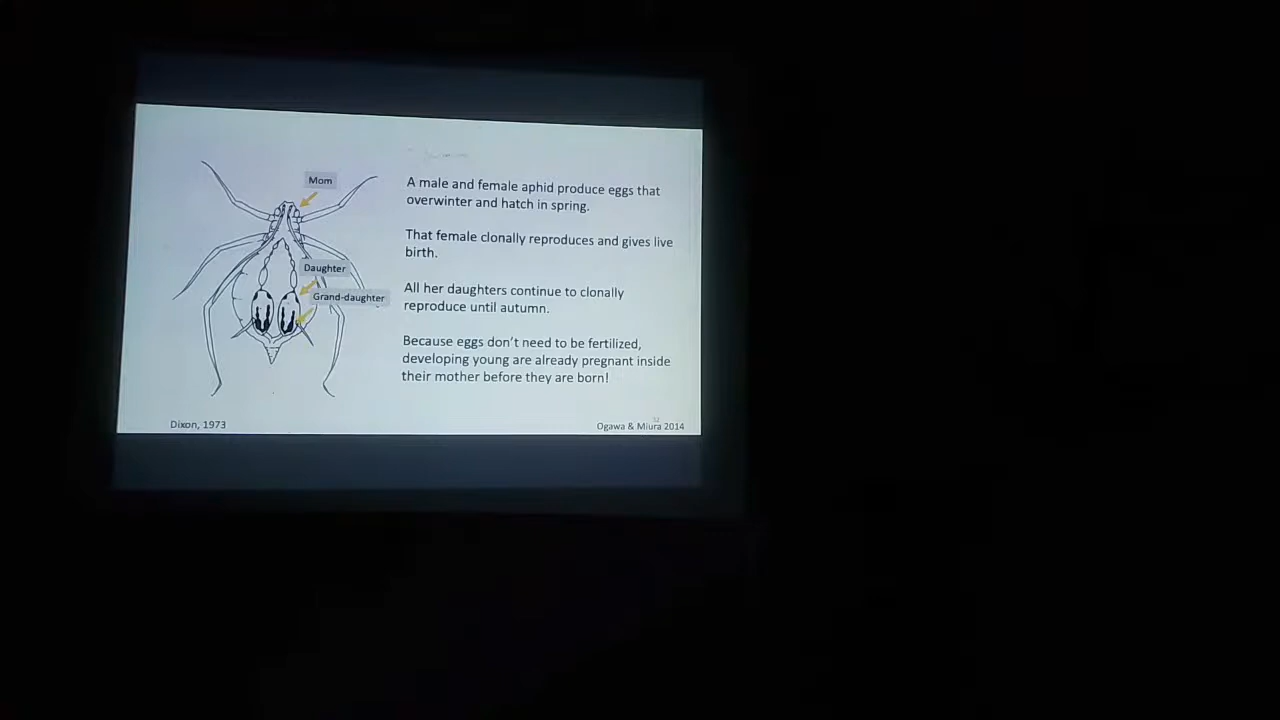 Mom
Daughter
Grand-daughter
A male and female aphid produce eggs that
overwinter and hatch in spring.
That female clonally reproduces and gives live
birth.
All her daughters continue to clonally
reproduce until autumn.
Because eggs don't need to be fertilized,
developing young are already pregnant inside
their mother before they are born!
Dixon, 1973
Ogawa & Miura 2014